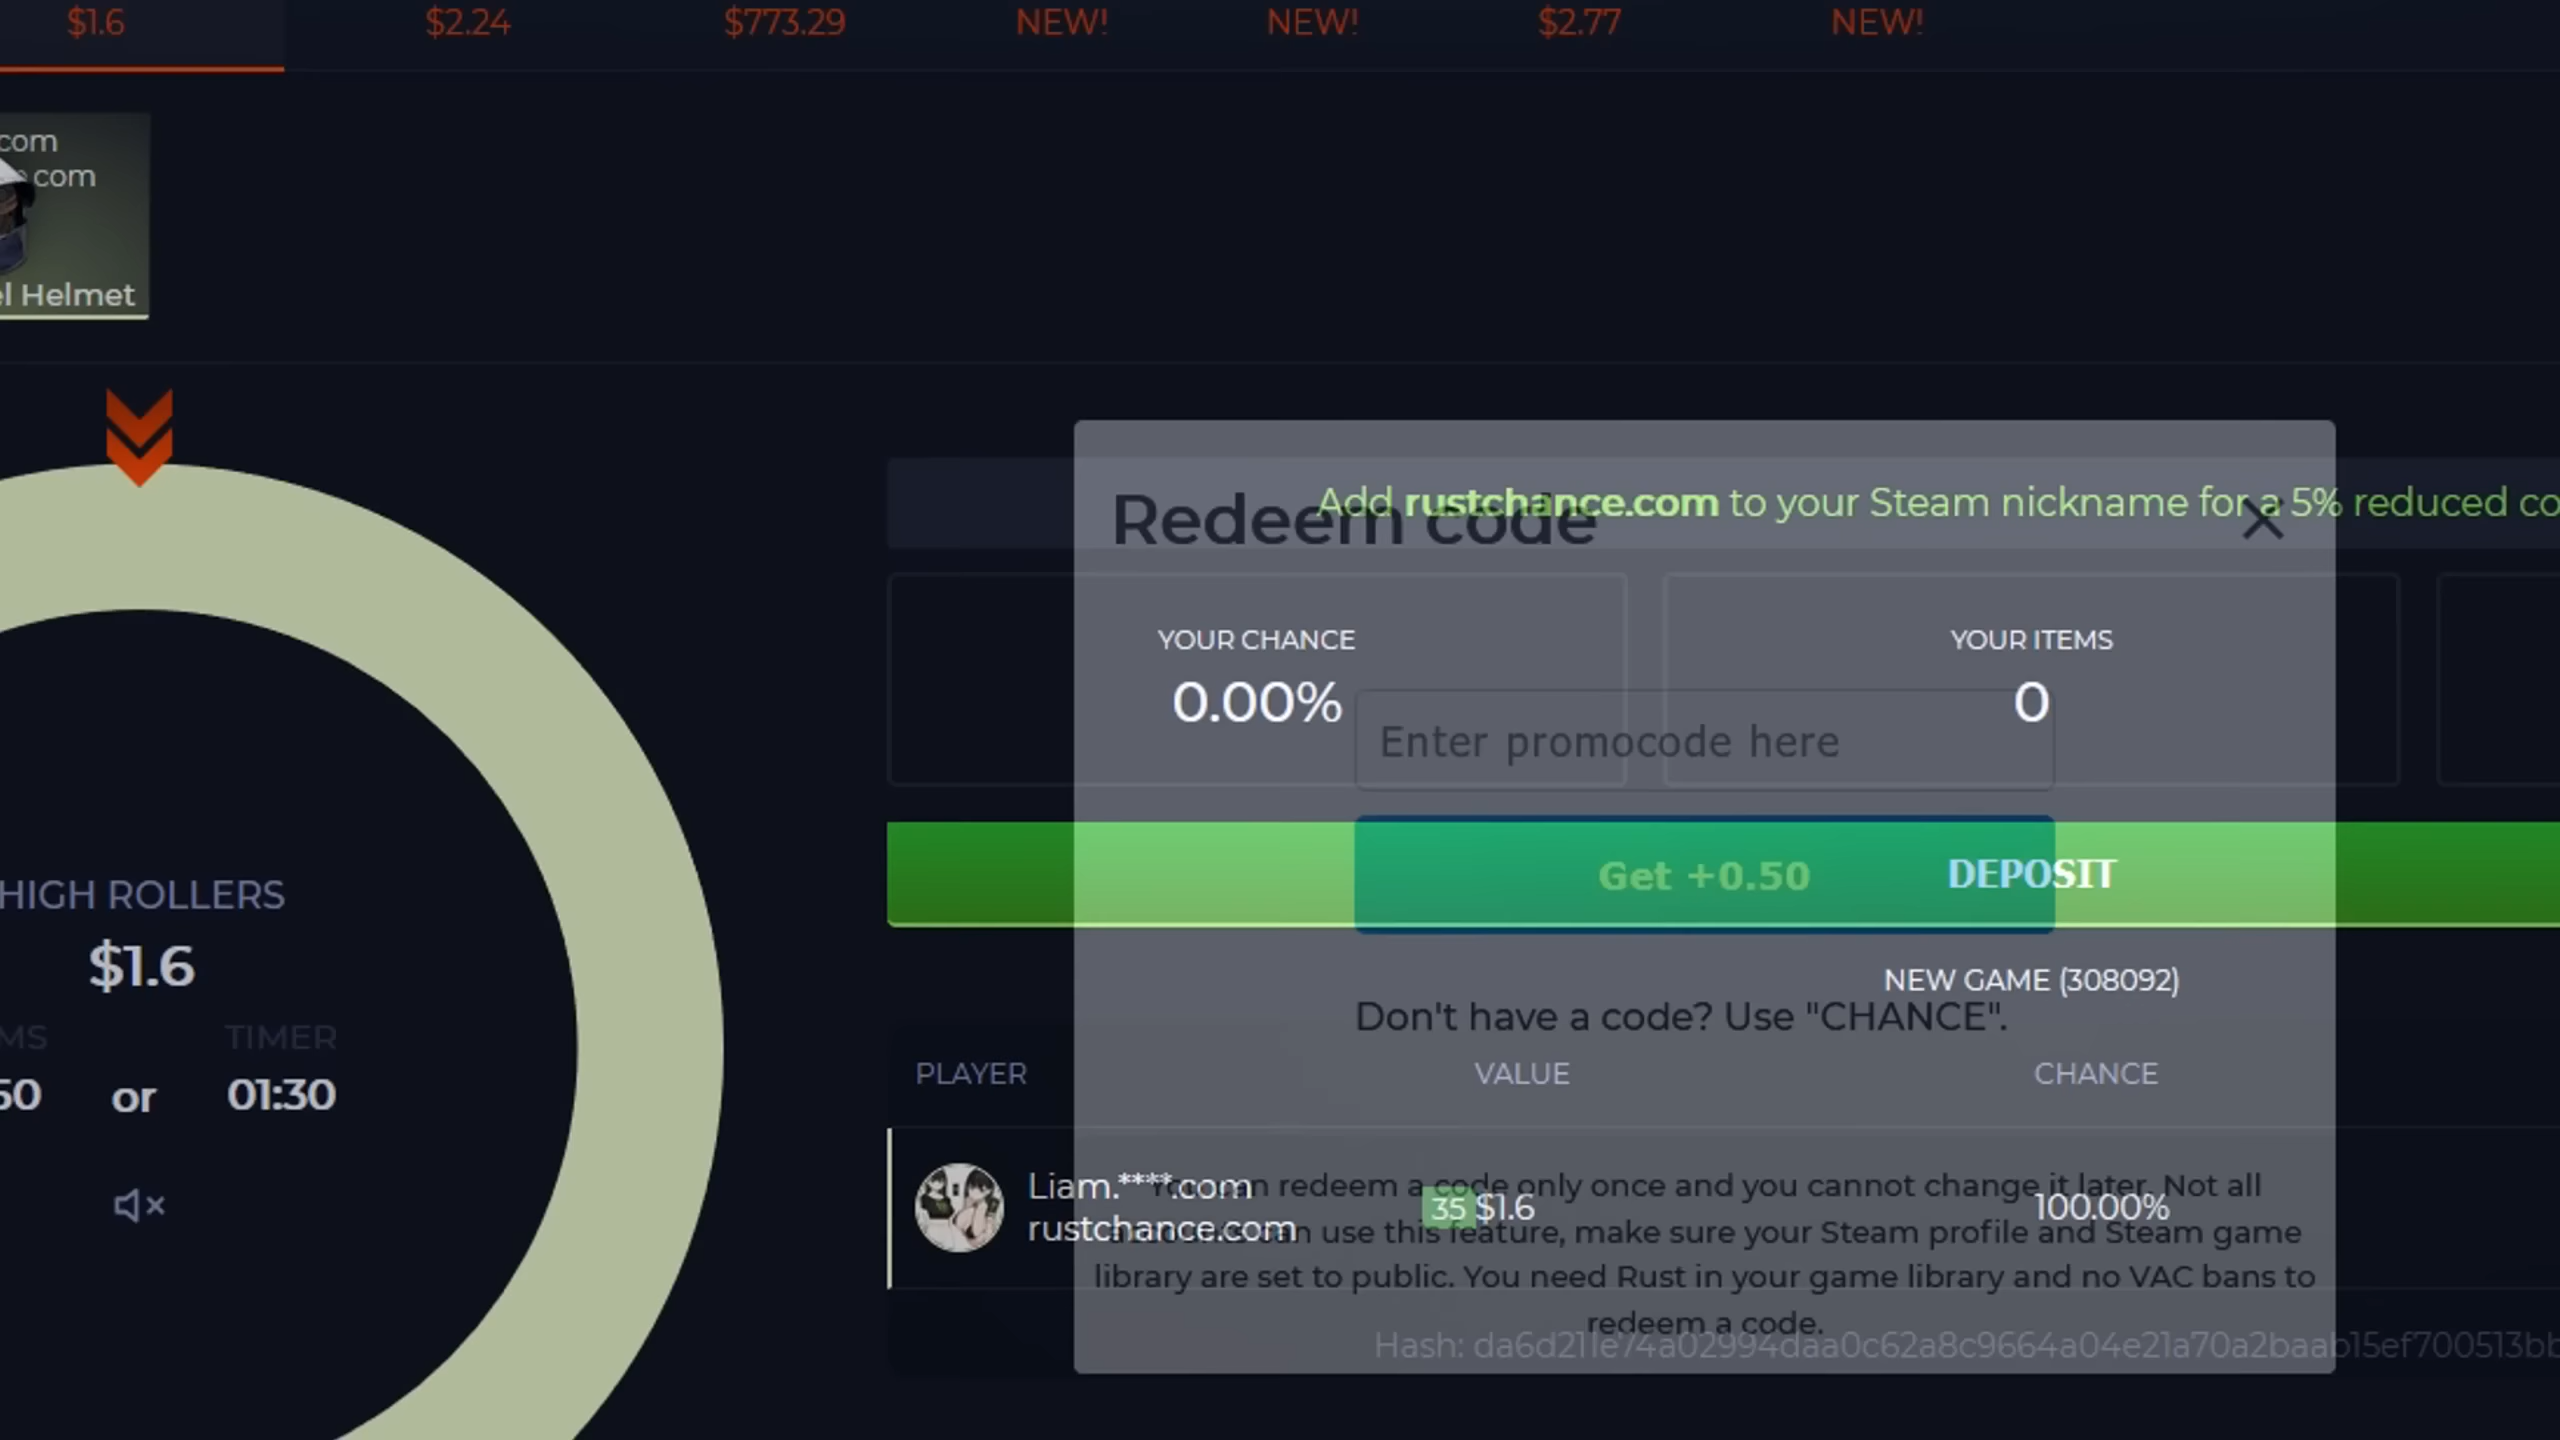 $1.6 $2.24 $773.29 NEW! NEW! $2.77 NEW!
com
com
Helmet
Add rustchance.com to your Steam nickname for a 5% reduced
Redeem code
YOUR CHANCE YOUR ITEMS
0.00% 0
Enter promocode here
Get +0.50 DEPOSIT
HIGH ROLLERS
$1.6
NEW GAME (308092)
Don't have a code? Use "CHANCE".
TIMER
or 01:30
PLAYER VALUE CHANCE
Liam.****.com
rustchance.com
35 $1.6 100.00%
can redeem a code only once and you cannot change it later. Not all
can use this feature, make sure your Steam profile and Steam game
library are set to public. You need Rust in your game library and no VAC bans to
redeem a code.
Hash: